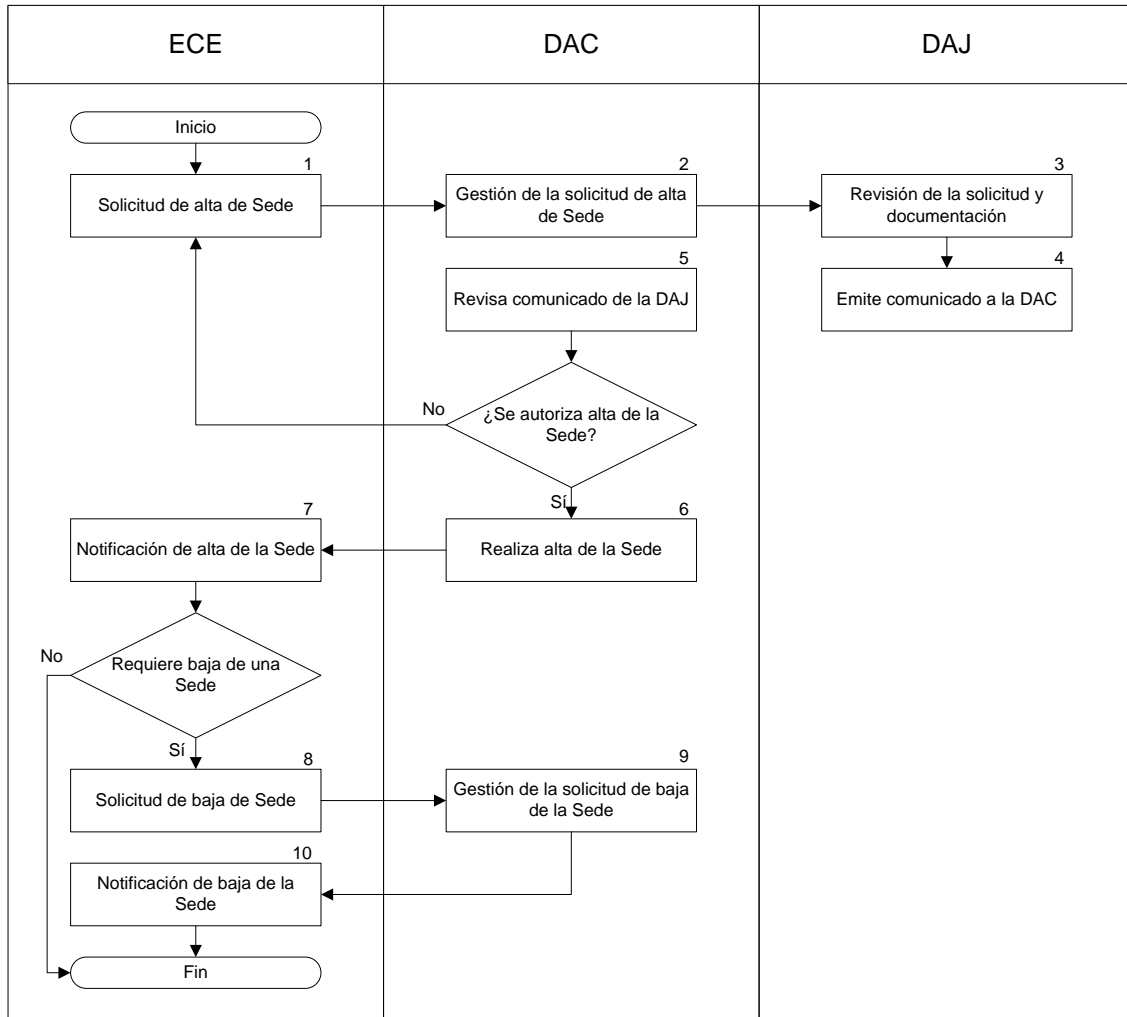 ECE
DAC
DAJ
Inicio
1
Solicitud de alta de Sede
2
Gestión de la solicitud de alta
de Sede
3
Revisión de la solicitud y
documentación
4
Emite comunicado a la DAC
5
Revisa comunicado de la DAJ
¿Se autoriza alta de la
Sede?
No
Sí
6
Realiza alta de la Sede
7
Notificación de alta de la Sede
Requiere baja de una
Sede
No
Sí
8
Solicitud de baja de Sede
9
Gestión de la solicitud de baja
de la Sede
10
Notificación de baja de la
Sede
Fin